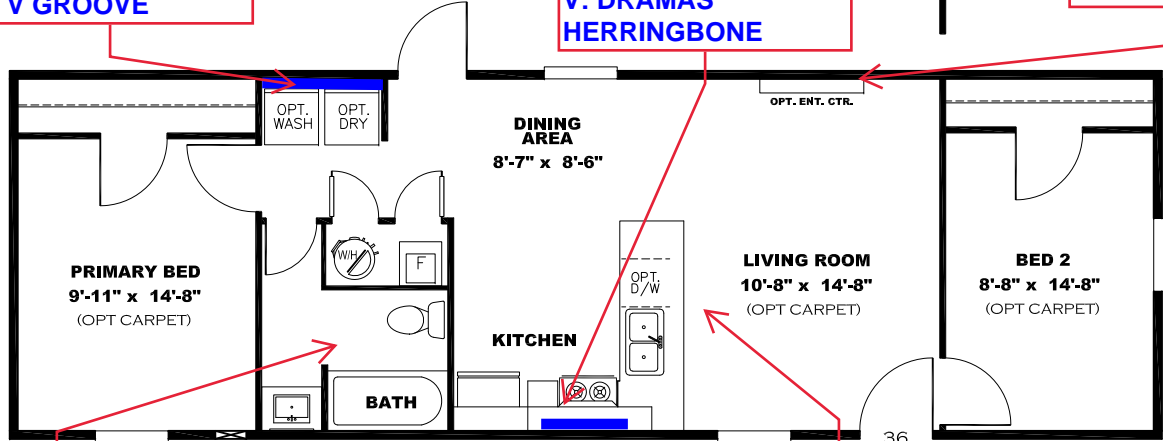 V GROOVE
V. DRAMAS
HERRINGBONE
OPT.
WASH
OPT.
DRY
DINING
AREA
8'-7" x 8'-6"
OPT. ENT. CTR.
W/H
F
PRIMARY BED
9'-11" x 14'-8"
(OPT CARPET)
OPT.
D/W
LIVING ROOM
10'-8" x 14'-8"
(OPT CARPET)
BED 2
8'-8" x 14'-8"
(OPT CARPET)
KITCHEN
BATH
36